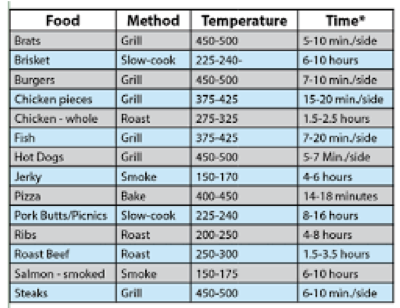 Food Method Temperature Time*
Brats Grill 450-500 5-10 min./side
Brisket Slow-cook 225-240- 6-10 hours
Burgers Grill 450-500 7-10 min./side
Chicken pieces Grill 375-425 15-20 min./side
Chicken - whole Roast 275-325 1.5-2.5 hours
Fish Grill 375-425 7-20 min./side
Hot Dogs Grill 450-500 5-7 Min./side
Jerky Smoke 150-170 4-6 hours
Pizza Bake 400-450 14-18 minutes
Pork Butts/Picnics Slow-cook 225-240 8-16 hours
Ribs Roast 200-250 4-8 hours
Roast Beef Roast 250-300 1.5-3.5 hours
Salmon - smoked Smoke 150-175 6-10 hours
Steaks Grill 450-500 6-10 min./side